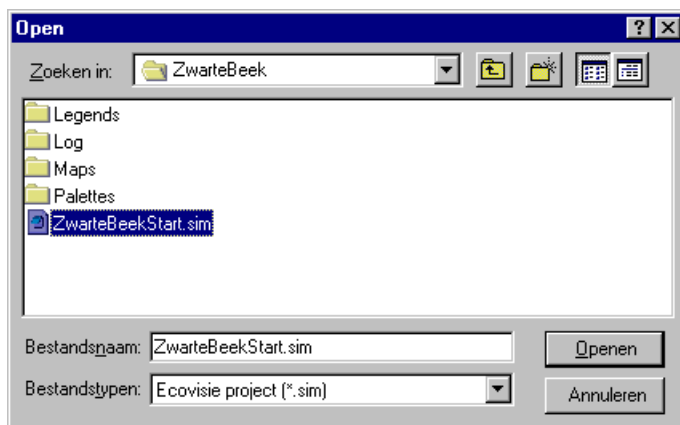 Open
Zoeken in: ZwarteBeek
Legends
Log
Maps
Palettes
ZwarteBeekStart.sim
Bestandsnaam: ZwarteBeekStart.sim Openen
Bestandstypen: Ecovisie project (*.sim) Annuleren